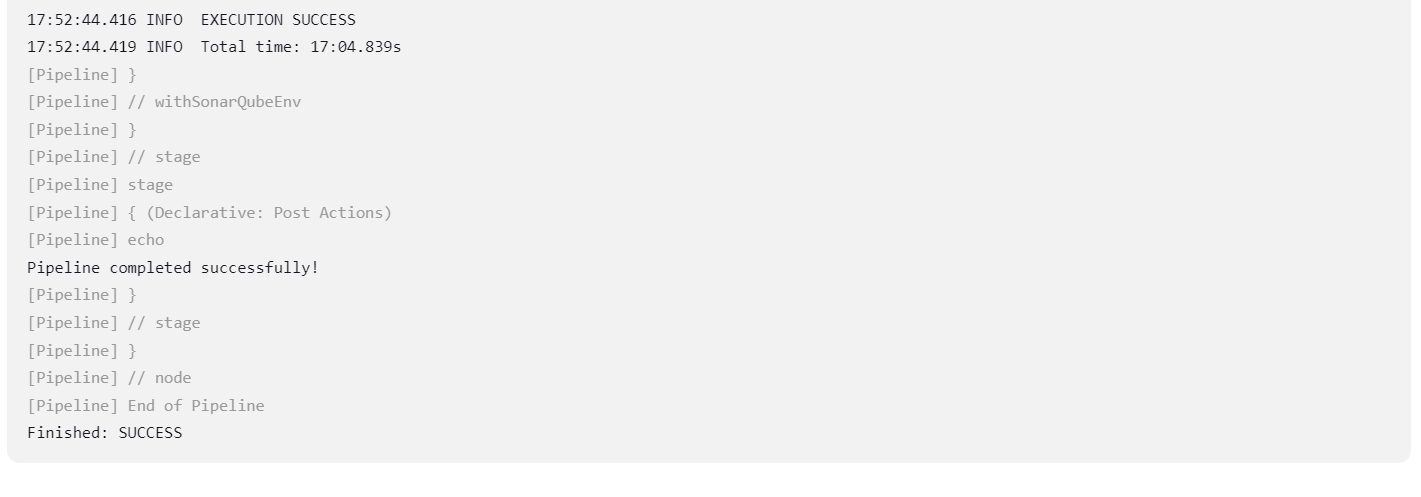 17:52:44.416 INFO  EXECUTION SUCCESS
17:52:44.419 INFO  Total time: 17:04.839s
[Pipeline] }
[Pipeline] // withSonarQubeEnv
[Pipeline] }
[Pipeline] // stage
[Pipeline] stage
[Pipeline] { (Declarative: Post Actions)
[Pipeline] echo
Pipeline completed successfully!
[Pipeline] }
[Pipeline] // stage
[Pipeline] }
[Pipeline] // node
[Pipeline] End of Pipeline
Finished: SUCCESS